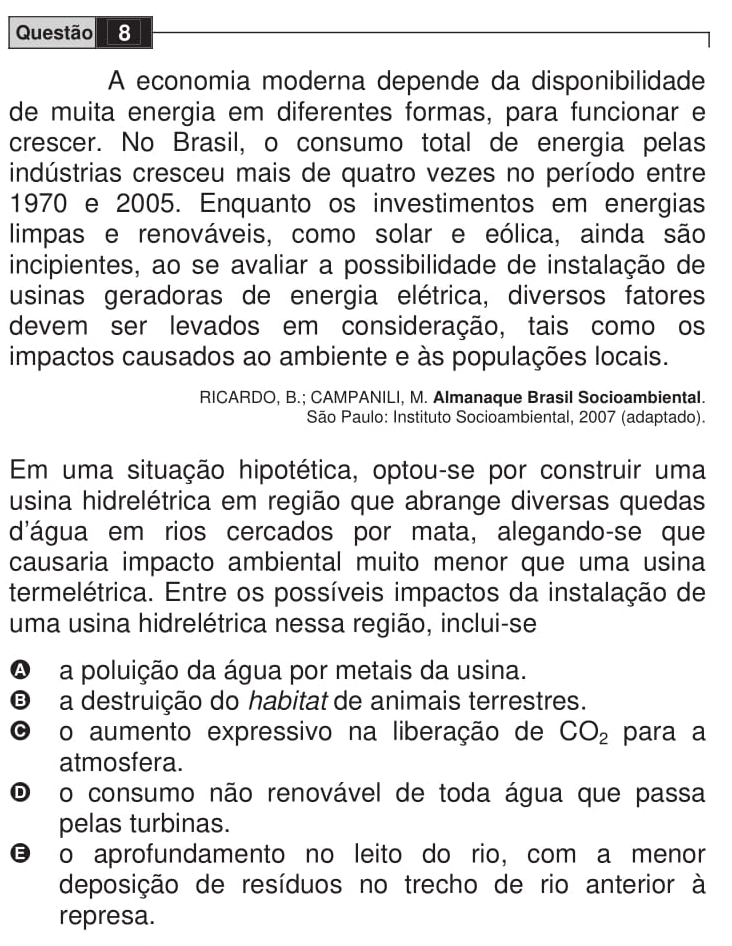 Questão 8
A economia moderna depende da disponibilidade
de muita energia em diferentes formas, para funcionar e
crescer. No Brasil, o consumo total de energia pelas
indústrias cresceu mais de quatro vezes no período entre
1970 e 2005. Enquanto os investimentos em energias
limpas e renováveis, como solar e eólica, ainda são
incipientes, ao se avaliar a possibilidade de instalação de
usinas geradoras de energia elétrica, diversos fatores
devem ser levados em consideração, tais como os
impactos causados ao ambiente e às populações locais.
RICARDO, B.; CAMPANILI, M. Almanaque Brasil Socioambiental.
São Paulo: Instituto Socioambiental, 2007 (adaptado).
Em uma situação hipotética, optou-se por construir uma
usina hidrelétrica em região que abrange diversas quedas
d'água em rios cercados por mata, alegando-se que
causaria impacto ambiental muito menor que uma usina
termelétrica. Entre os possíveis impactos da instalação de
uma usina hidrelétrica nessa região, inclui-se
A a poluição da água por metais da usina.
B a destruição do habitat de animais terrestres.
C o aumento expressivo na liberação de CO₂ para a
atmosfera.
D o consumo não renovável de toda água que passa
pelas turbinas.
E o aprofundamento no leito do rio, com a menor
deposição de resíduos no trecho de rio anterior à
represa.